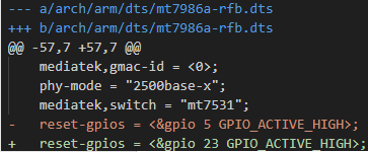 --- a/arch/arm/dts/mt7986a-rfb.dts
+++ b/arch/arm/dts/mt7986a-rfb.dts
@@ -57,7 +57,7 @@
mediatek,gmac-id = <0>;
phy-mode = "2500base-x";
mediatek,switch = "mt7531";
-   reset-gpios = <&gpio 5 GPIO_ACTIVE_HIGH>;
+   reset-gpios = <&gpio 23 GPIO_ACTIVE_HIGH>;